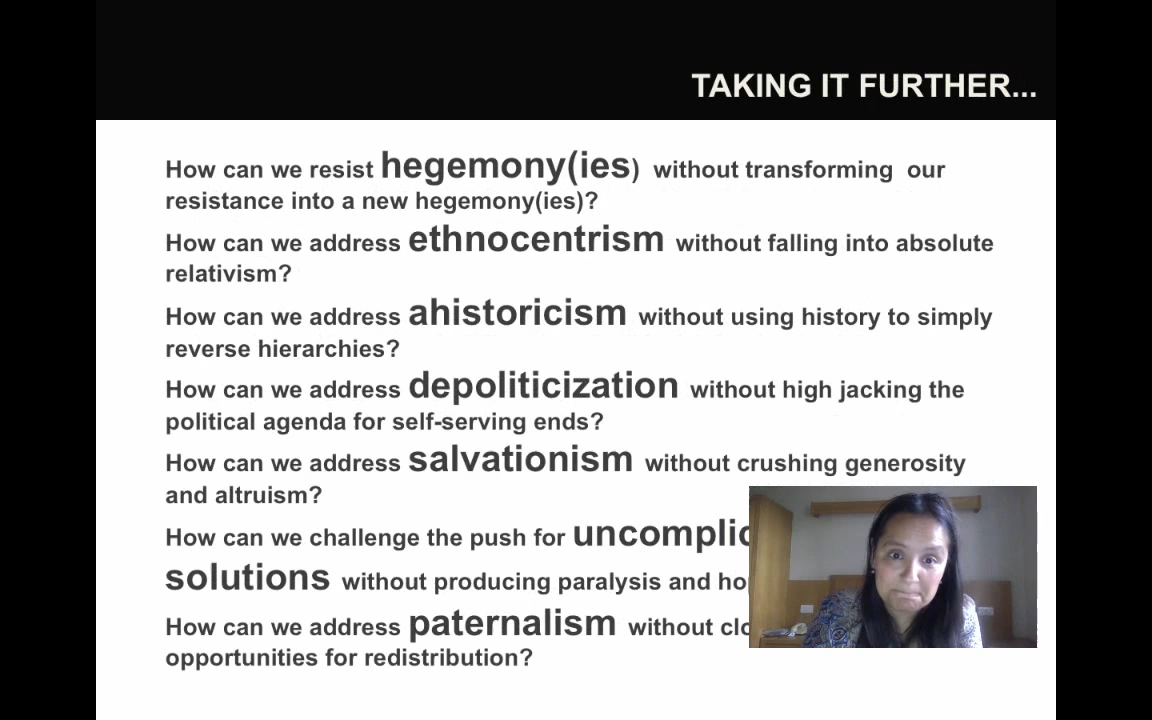 TAKING IT FURTHER...
How can we resist hegemony(ies) without transforming our
resistance into a new hegemony(ies)?
How can we address ethnocentrism without falling into absolute
relativism?
How can we address ahistoricism without using history to simply
reverse hierarchies?
How can we address depoliticization without high jacking the
political agenda for self-serving ends?
How can we address salvationism without crushing generosity
and altruism?
How can we challenge the push for
solutions without producing paralysis and
How can we address paternalism without
opportunities for redistribution?